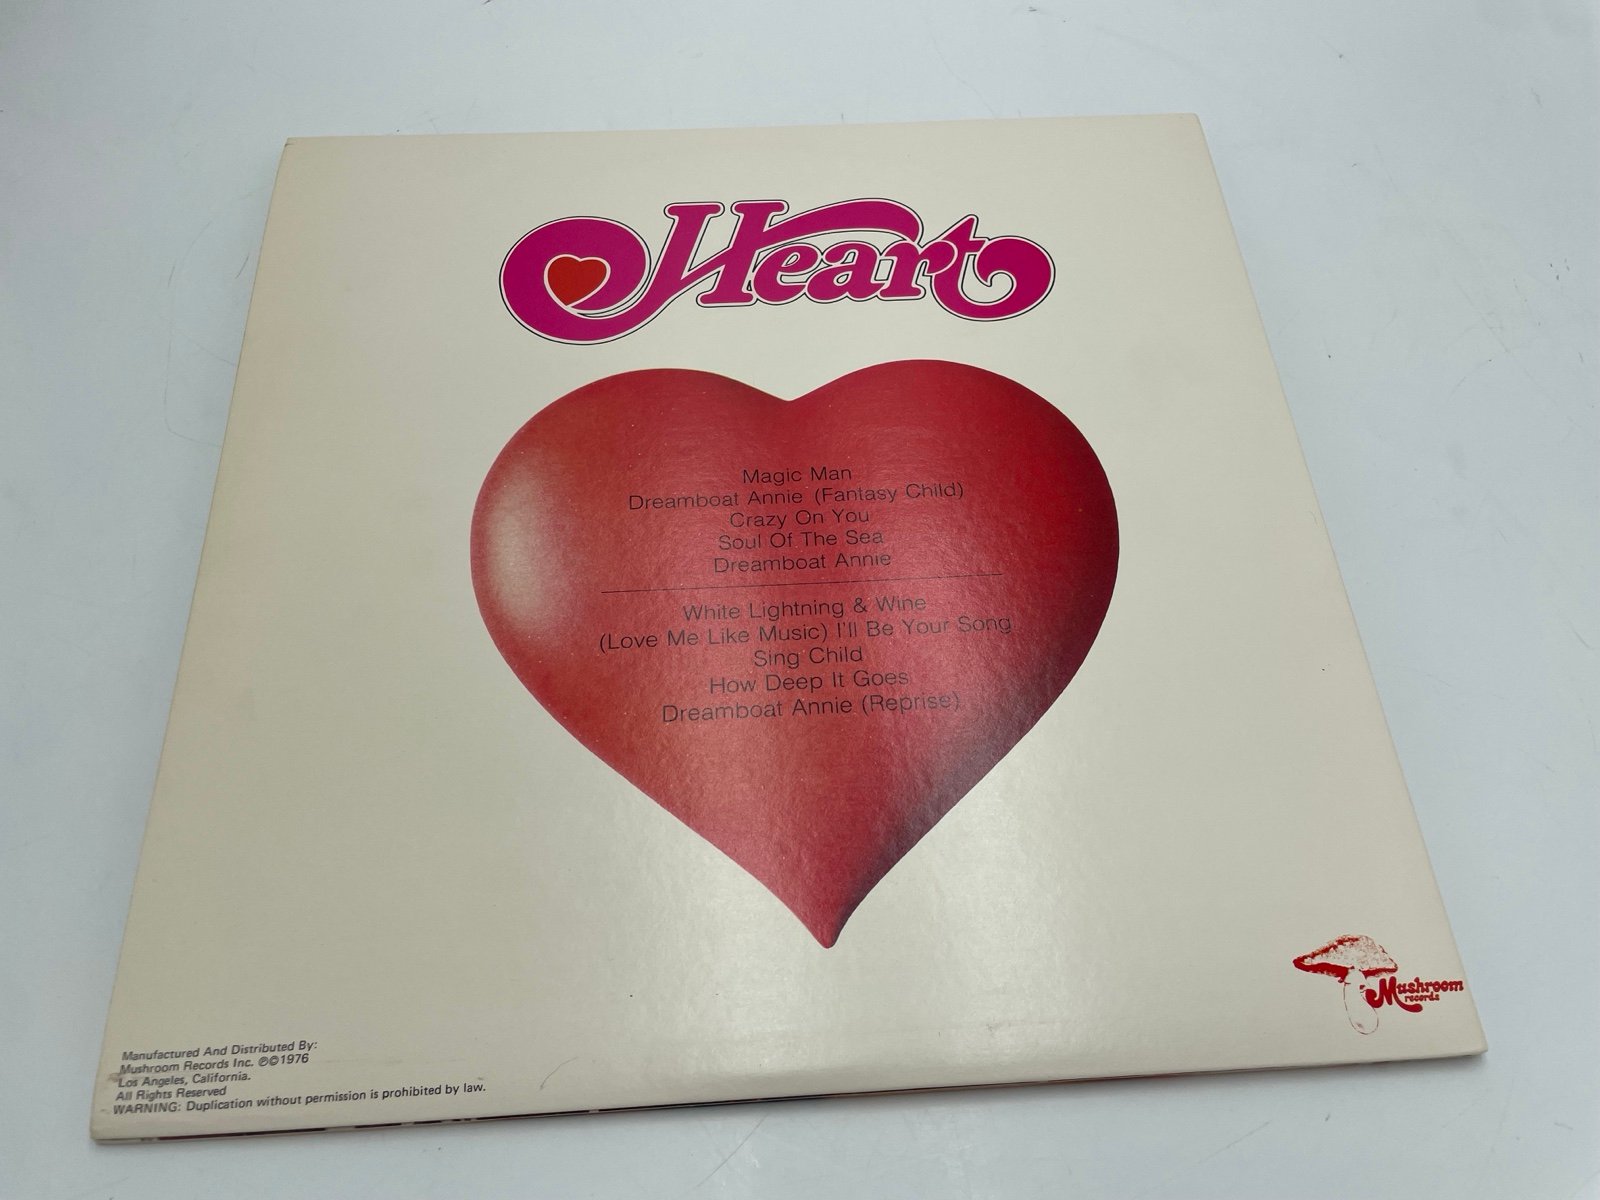 Heart
Magic Man
Dreamboat Annie (Fantasy Child)
Crazy On You
Soul Of The Sea
Dreamboat Annie
White Lightning & Wine
(Love Me Like Music) I'll Be Your Song
Sing Child
How Deep It Goes
Dreamboat Annie (Reprise)
Mushroom
records
Manufactured And Distributed By:
Mushroom Records Inc. ℗©1976
Los Angeles, California.
All Rights Reserved
WARNING: Duplication without permission is prohibited by law.